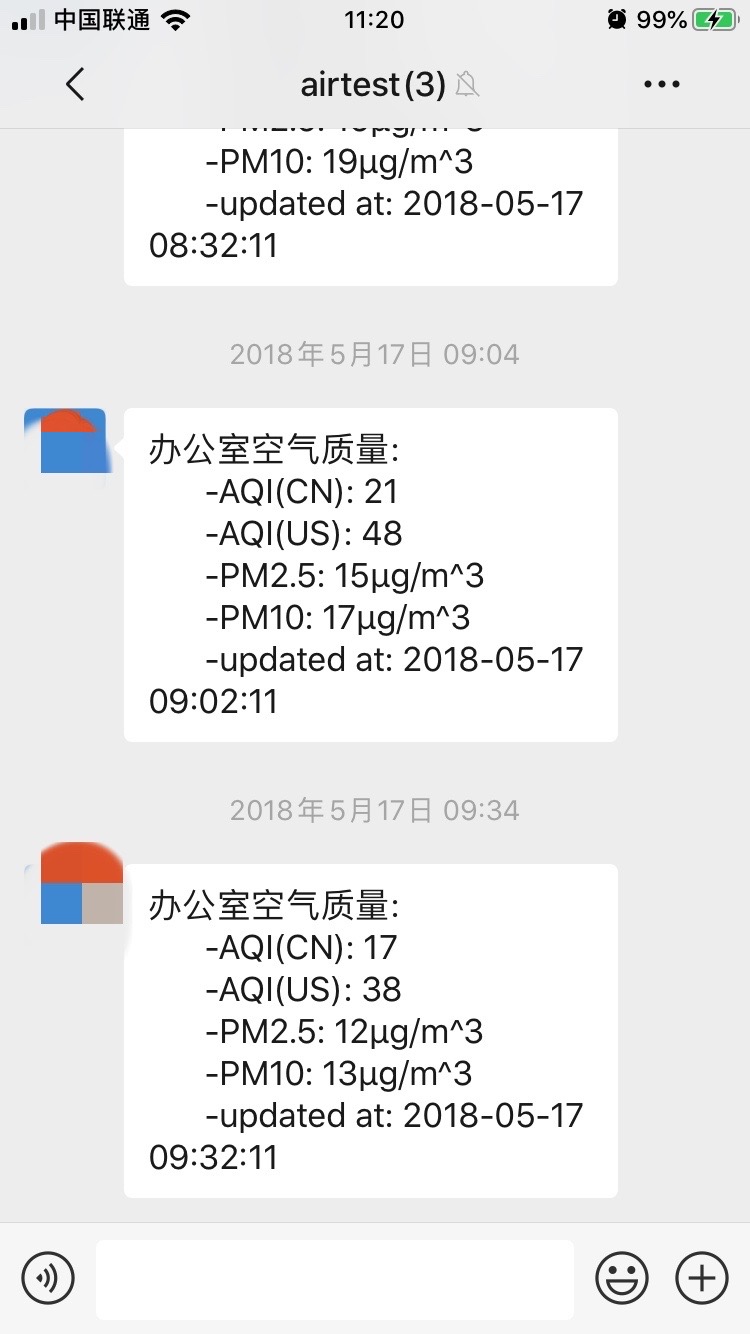 中国联通
11:20
99%
airtest(3)
-PM10: 19μg/m^3
-updated at: 2018-05-17
08:32:11
2018年5月17日 09:04
办公室空气质量:
-AQI(CN): 21
-AQI(US): 48
-PM2.5: 15μg/m^3
-PM10: 17μg/m^3
-updated at: 2018-05-17
09:02:11
2018年5月17日 09:34
办公室空气质量:
-AQI(CN): 17
-AQI(US): 38
-PM2.5: 12μg/m^3
-PM10: 13μg/m^3
-updated at: 2018-05-17
09:32:11